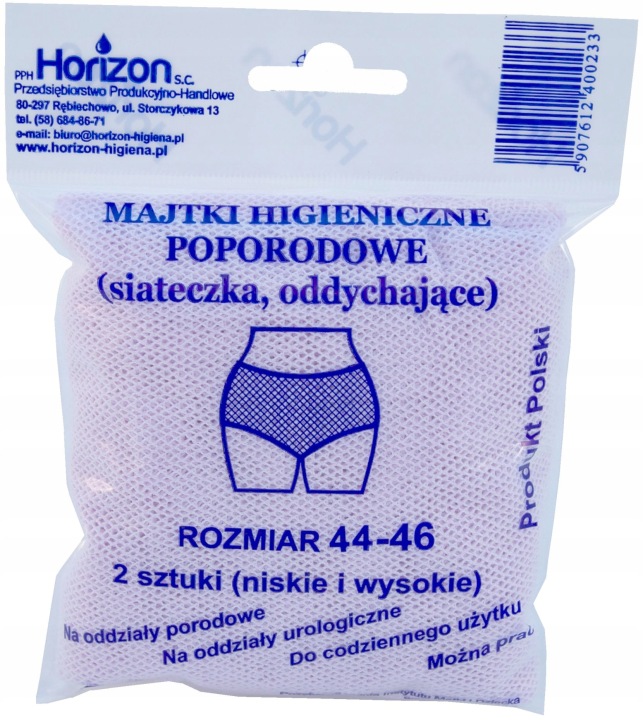 PPH Horizon S.C.
Przedsiębiorstwo Produkcyjno-Handlowe
80-297 Rębiechowo, ul. Storczykowa 13
tel. (58) 684-86-71
e-mail: biuro@horizon-higiena.pl
www.horizon-higiena.pl
5907612400233
MAJTKI HIGIENICZNE
POPORODOWE
(siateczka, oddychające)
Produkt Polski
ROZMIAR 44-46
2 sztuki (niskie i wysokie)
Na oddziały porodowe
Na oddziały urologiczne
Do codziennego użytku
Można prać